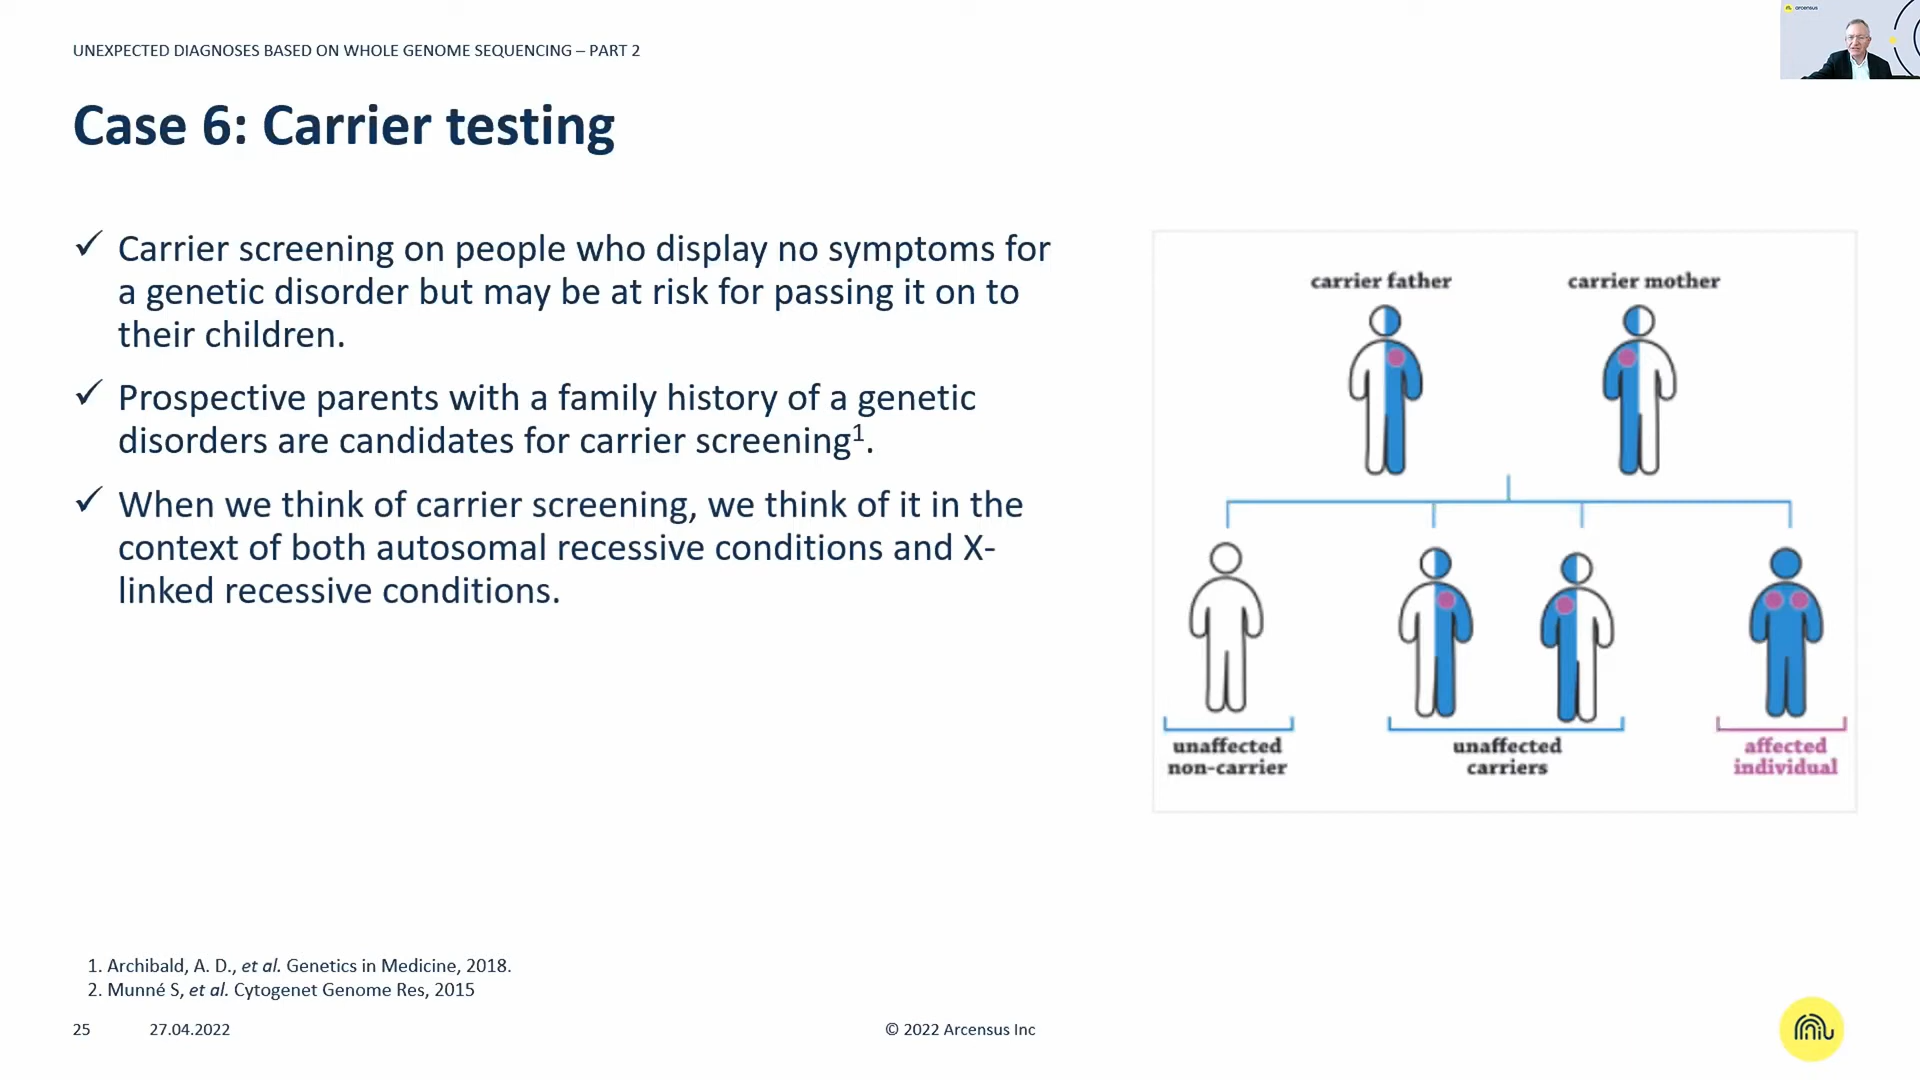 UNEXPECTED DIAGNOSES BASED ON WHOLE GENOME SEQUENCING – PART 2
arcensus
Case 6: Carrier testing
✓ Carrier screening on people who display no symptoms for
a genetic disorder but may be at risk for passing it on to
their children.
✓ Prospective parents with a family history of a genetic
disorders are candidates for carrier screening1.
✓ When we think of carrier screening, we think of it in the
context of both autosomal recessive conditions and X-
linked recessive conditions.
carrier father
carrier mother
unaffected
non-carrier
unaffected
carriers
affected
individual
1. Archibald, A. D., et al. Genetics in Medicine, 2018.
2. Munné S, et al. Cytogenet Genome Res, 2015
25
27.04.2022
© 2022 Arcensus Inc